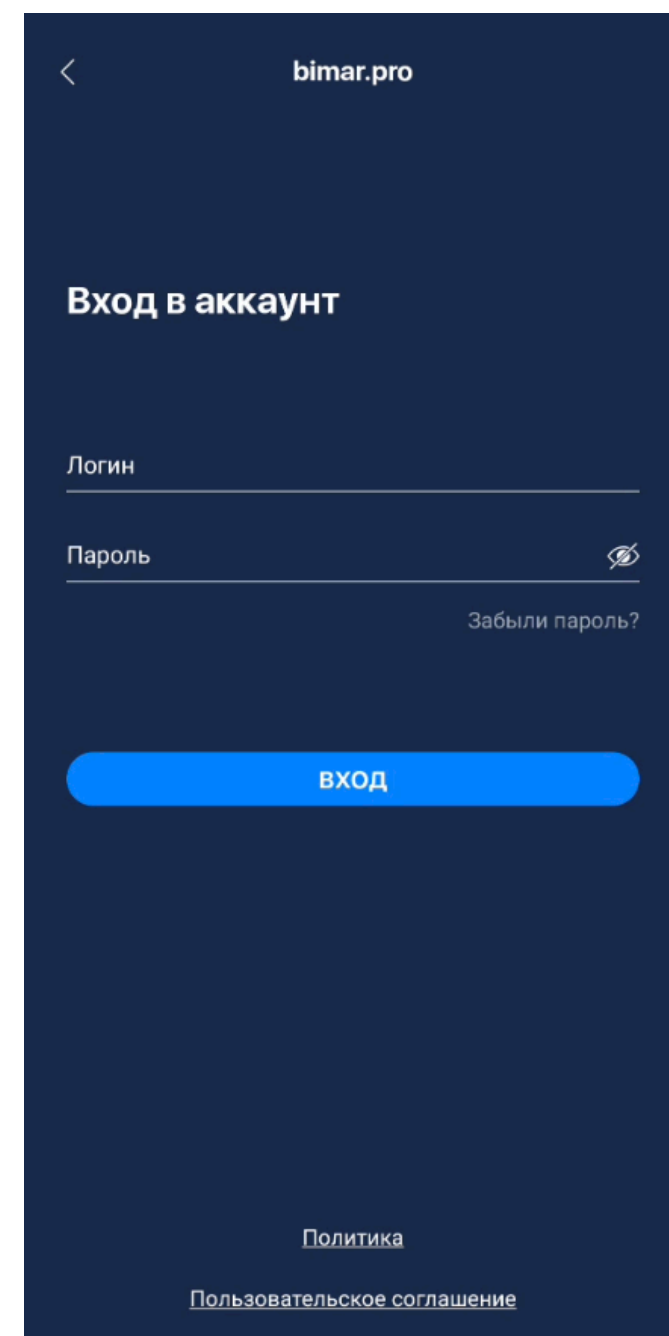 bimar.pro
Вход в аккаунт
Логин
Пароль
Забыли пароль?
ВХОД
Политика
Пользовательское соглашение